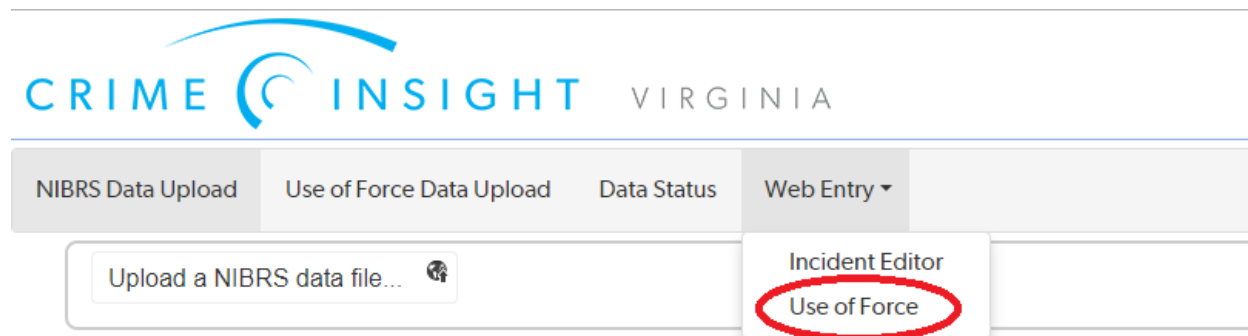 CRIME INSIGHT VIRGINIA
NIBRS Data Upload Use of Force Data Upload Data Status Web Entry
Upload a NIBRS data file...
Incident Editor
Use of Force